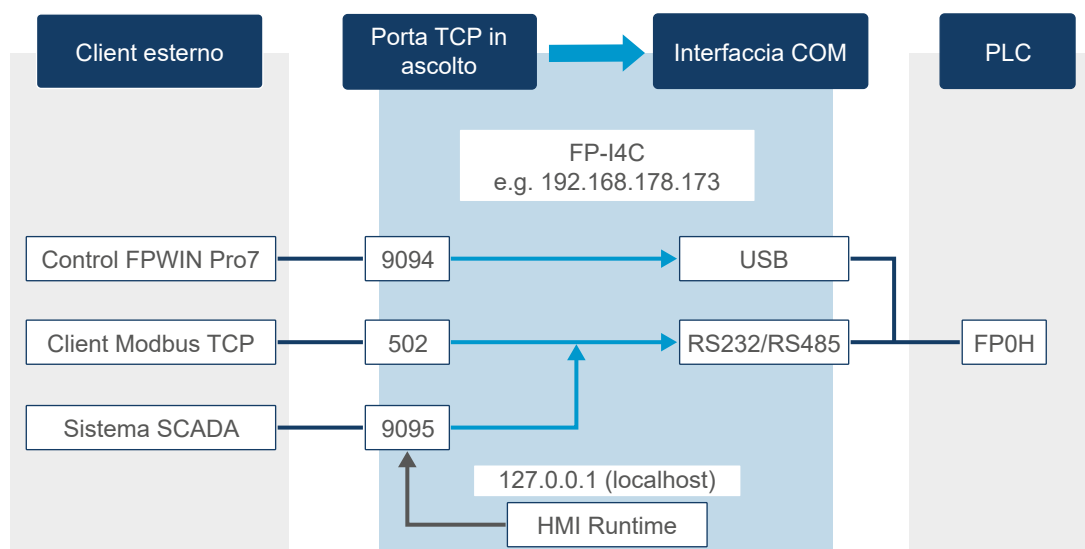 Client esterno
Porta TCP in
ascolto
Interfaccia COM
PLC
FP-I4C
e.g. 192.168.178.173
Control FPWIN Pro7
9094
USB
Client Modbus TCP
502
RS232/RS485
FP0H
Sistema SCADA
9095
127.0.0.1 (localhost)
HMI Runtime